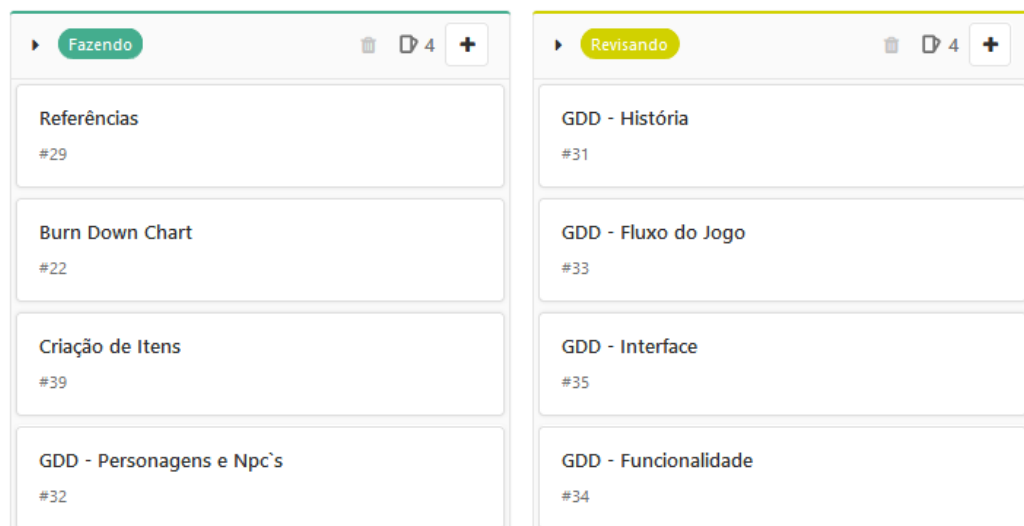 Fazendo 4
Referências
#29
Burn Down Chart
#22
Criação de Itens
#39
GDD - Personagens e Npc`s
#32
Revisando 4
GDD - História
#31
GDD - Fluxo do Jogo
#33
GDD - Interface
#35
GDD - Funcionalidade
#34